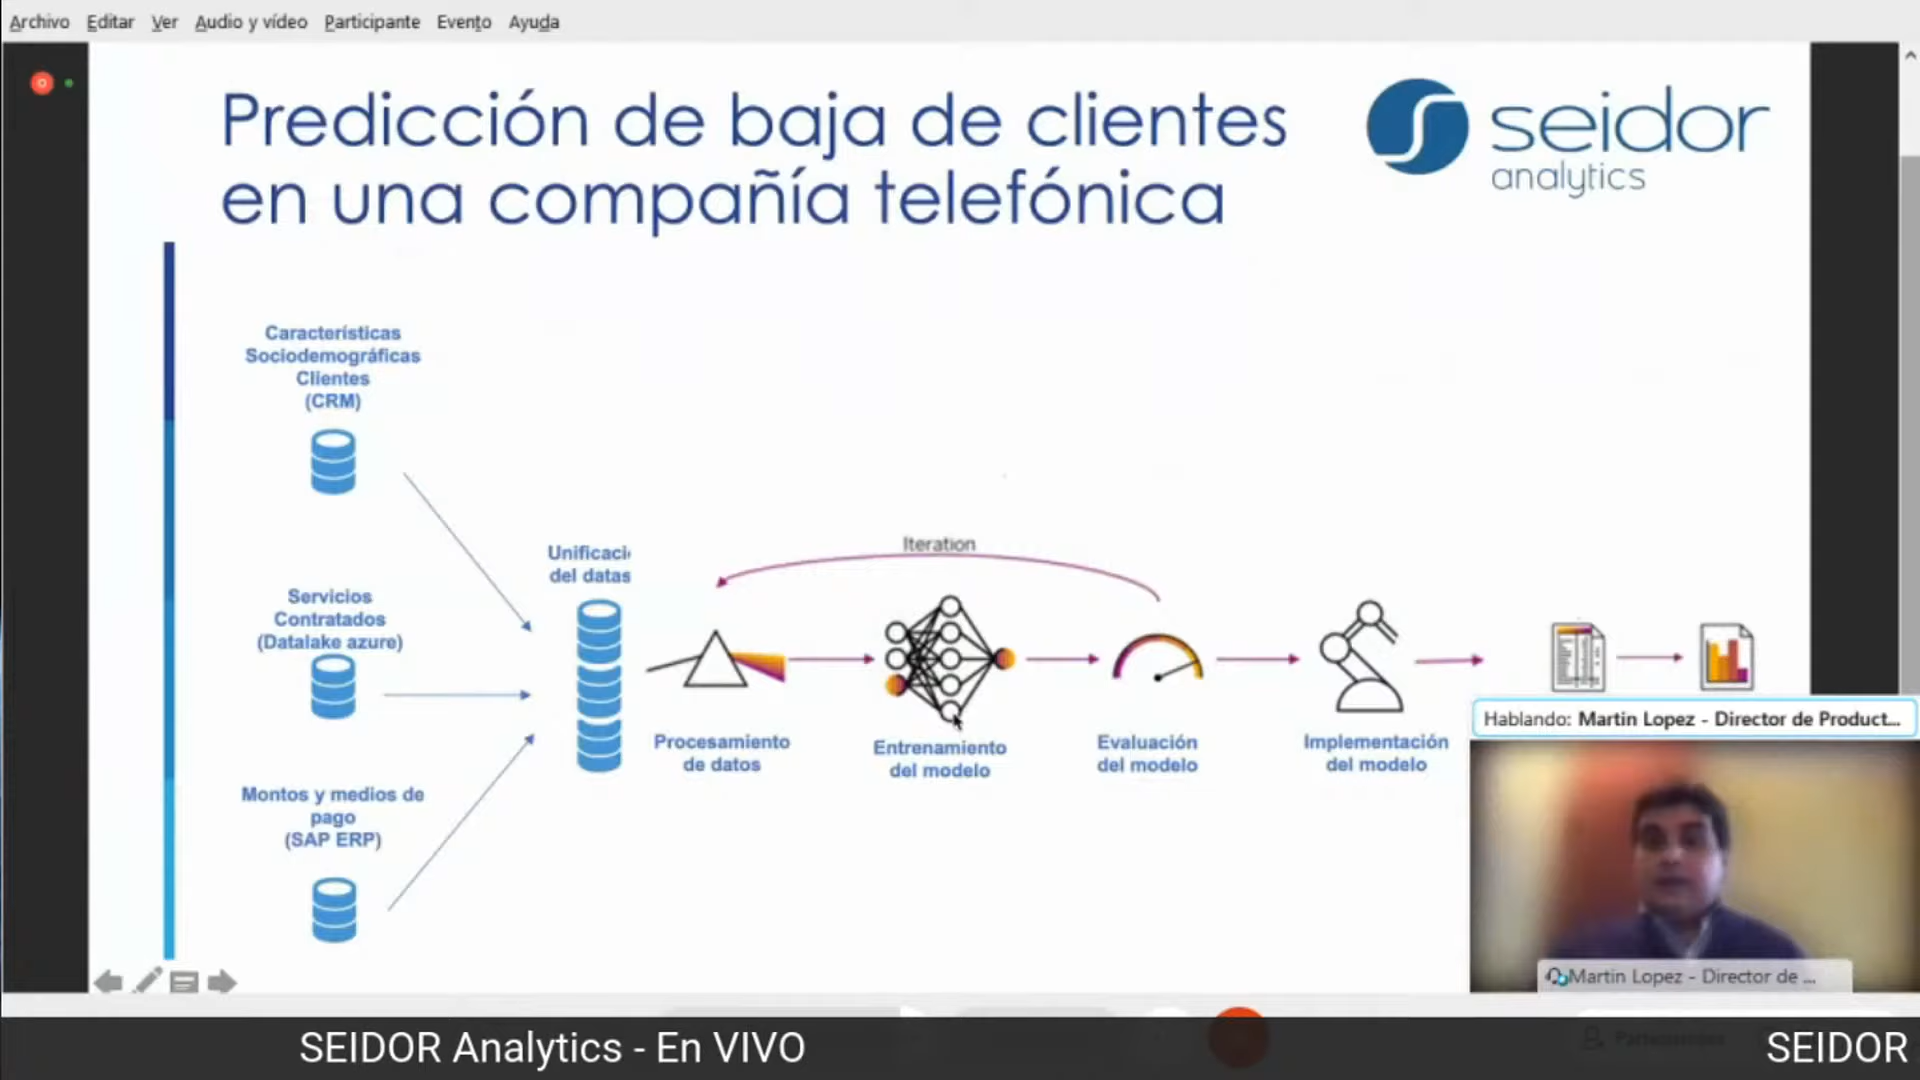 Archivo Editar Ver Audio y vídeo Participante Evento Ayuda
Predicción de baja de clientes
en una compañía telefónica
seidor
analytics
Características
Sociodemográficas
Clientes
(CRM)
Servicios
Contratados
(Datalake azure)
Montos y medios de
pago
(SAP ERP)
Unificaci
del datas
Iteration
Procesamiento
de datos
Entrenamiento
del modelo
Evaluación
del modelo
Implementación
del modelo
Hablando: Martin Lopez - Director de Product...
Martin Lopez - Director de ...
SEIDOR Analytics - En VIVO
SEIDOR